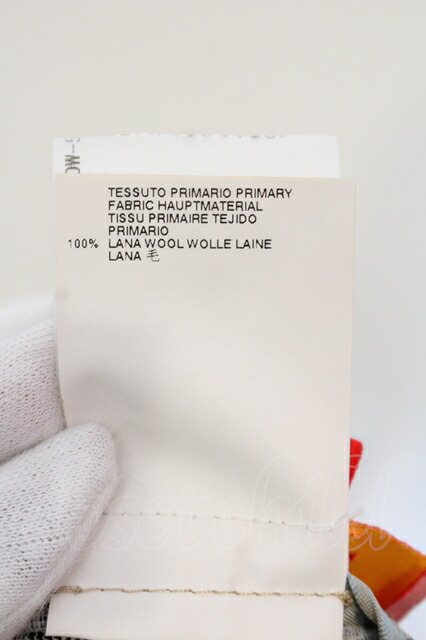 TESSUTO PRIMARIO PRIMARY
FABRIC HAUPTMATERIAL
TISSU PRIMAIRE TEJIDO
PRIMARIO
100% LANA WOOL WOLLE LAINE
LANA 毛